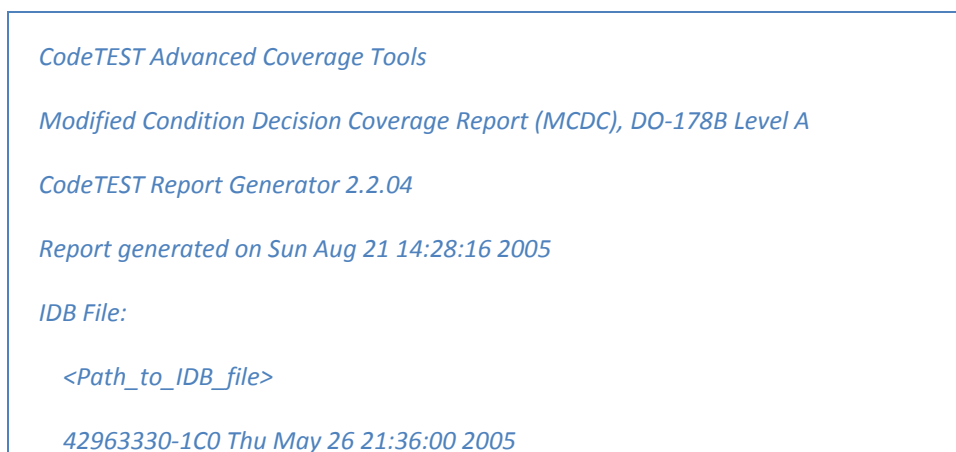 CodeTEST Advanced Coverage Tools
Modified Condition Decision Coverage Report (MCDC), DO-178B Level A
CodeTEST Report Generator 2.2.04
Report generated on Sun Aug 21 14:28:16 2005
IDB File:
<Path_to_IDB_file>
42963330-1C0 Thu May 26 21:36:00 2005